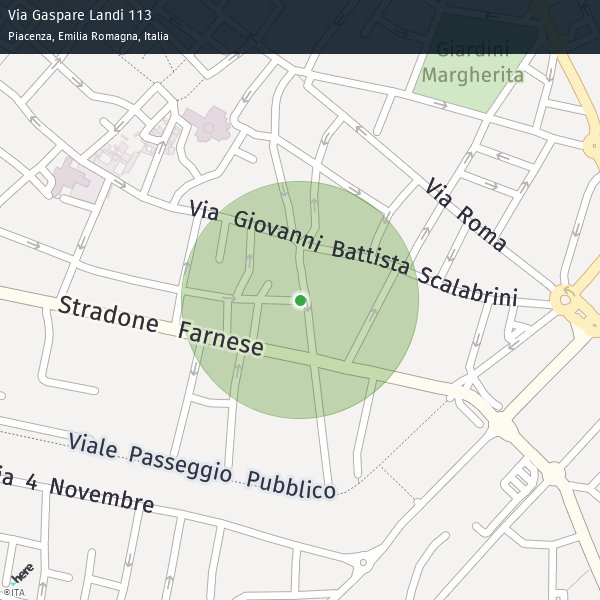 Via Gaspare Landi 113
Piacenza, Emilia Romagna, Italia
Giardini
Margherita
Via Roma
Via Giovanni Battista Scalabrini
Stradone Farnese
Viale Passeggio Pubblico
ia 4 Novembre
here
©ITA